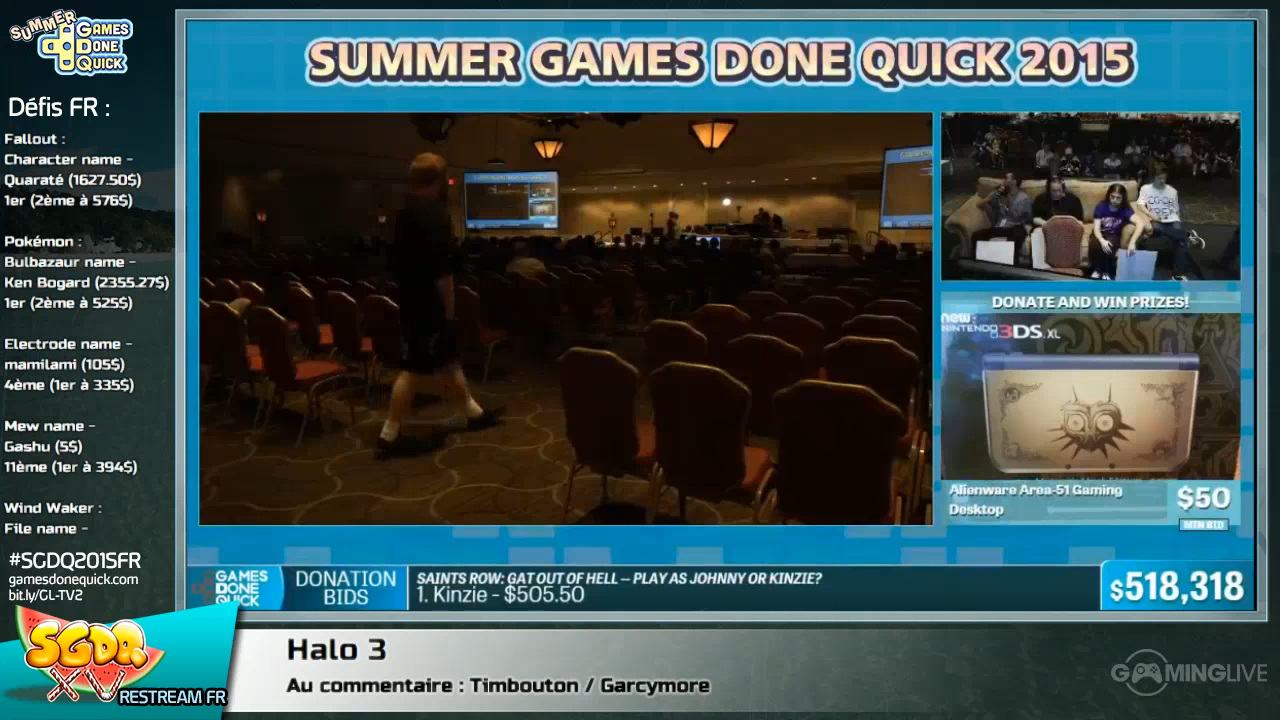 SUMMER GAMES DONE QUICK
Défis FR :
Fallout :
Character name -
Quaraté (1627.50$)
1er (2ème à 576$)
Pokémon :
Bulbazaur name -
Ken Bogard (2355.27$)
1er (2ème à 525$)
Electrode name -
mamilami (105$)
4ème (1er à 335$)
Mew name -
Gashu (5$)
11ème (1er à 394$)
Wind Waker :
File name -
#SGDQ2015FR
gamesdonequick.com
bit.ly/GL-TV2
SGDQ
XV
RESTREAM FR
SUMMER GAMES DONE QUICK 2015
DONATE AND WIN PRIZES!
new
NINTENDO 3DS XL
Alienware Area-51 Gaming
Desktop
$50
MIN BID
GAMES DONE QUICK
DONATION BIDS
SAINTS ROW: GAT OUT OF HELL -- PLAY AS JOHNNY OR KINZIE?
1. Kinzie - $505.50
$518,318
Halo 3
Au commentaire : Timbouton / Garcymore
GAMINGLIVE